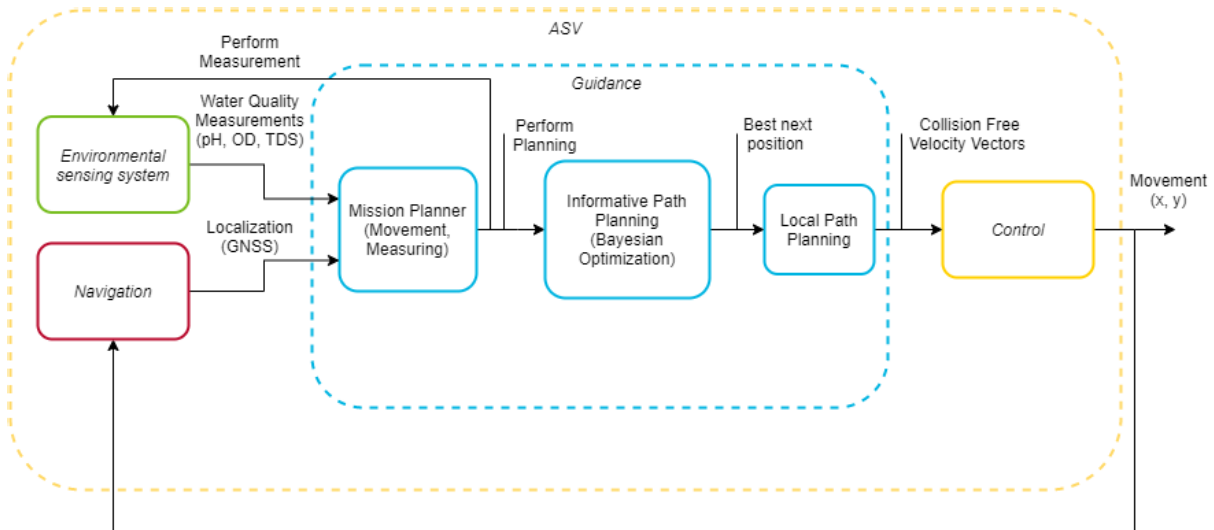 ASV
Perform
Measurement
Guidance
Water Quality
Measurements
(pH, OD, TDS)
Perform
Planning
Best next
position
Collision Free
Velocity Vectors
Environmental
sensing system
Movement
(x, y)
Mission Planner
(Movement,
Measuring)
Informative Path
Planning
(Bayesian
Optimization)
Local Path
Planning
Control
Localization
(GNSS)
Navigation